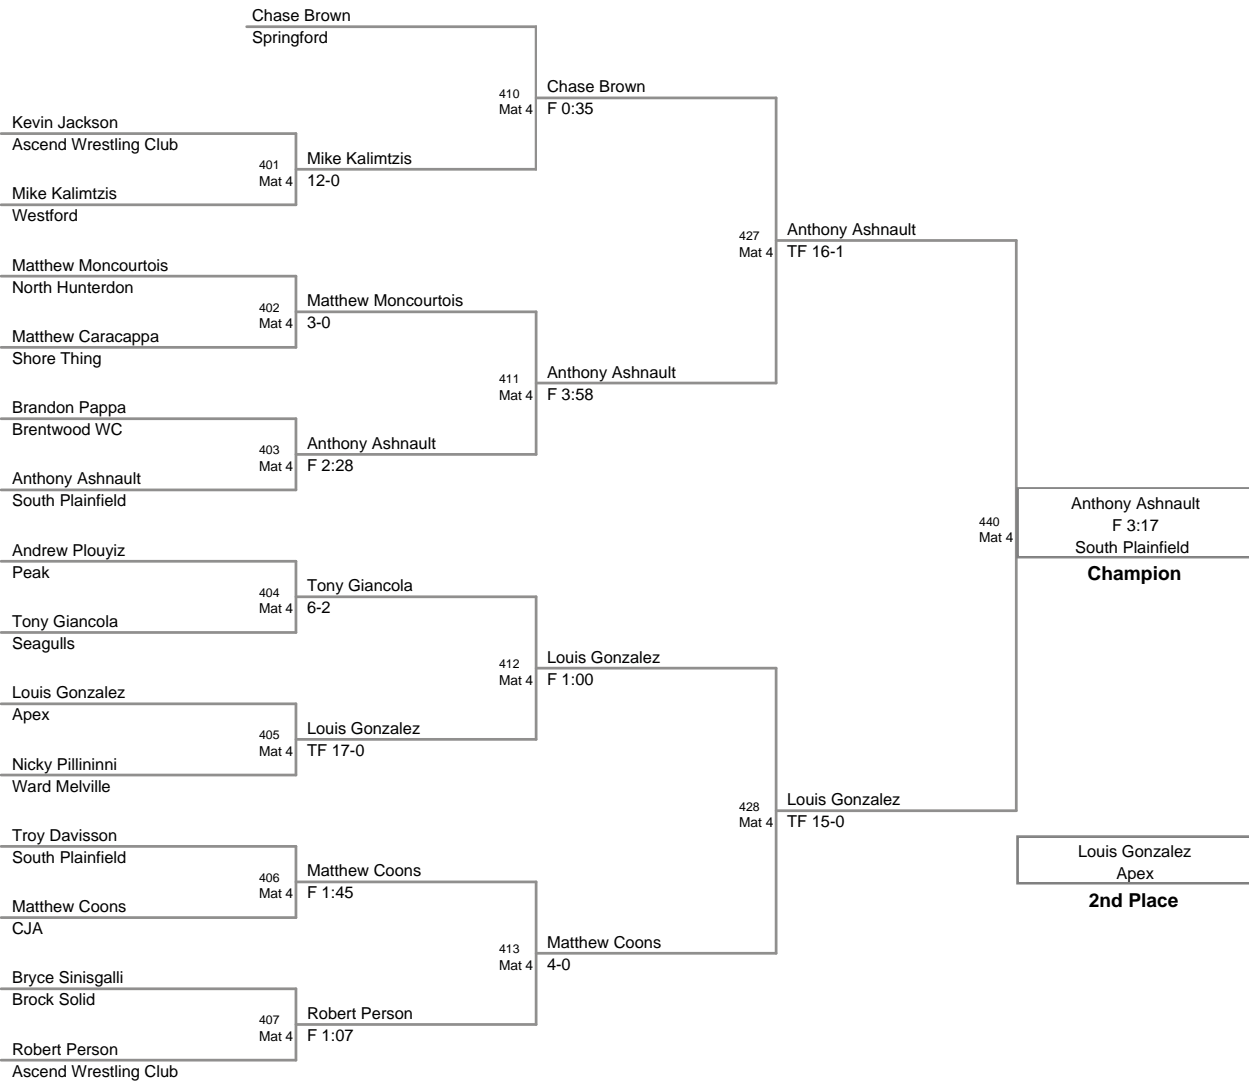 Chase Brown
Springford
410
Mat 4
Chase Brown
F 0:35
Kevin Jackson
Ascend Wrestling Club
401
Mat 4
Mike Kalimtzis
12-0
Mike Kalimtzis
Westford
427
Mat 4
Anthony Ashnault
TF 16-1
Matthew Moncourtois
North Hunterdon
402
Mat 4
Matthew Moncourtois
3-0
Matthew Caracappa
Shore Thing
411
Mat 4
Anthony Ashnault
F 3:58
Brandon Pappa
Brentwood WC
403
Mat 4
Anthony Ashnault
F 2:28
Anthony Ashnault
South Plainfield
440
Mat 4
Anthony Ashnault
F 3:17
South Plainfield
Champion
Andrew Plouyiz
Peak
404
Mat 4
Tony Giancola
6-2
Tony Giancola
Seagulls
412
Mat 4
Louis Gonzalez
F 1:00
Louis Gonzalez
Apex
405
Mat 4
Louis Gonzalez
TF 17-0
Nicky Pillininni
Ward Melville
428
Mat 4
Louis Gonzalez
TF 15-0
Troy Davisson
South Plainfield
Louis Gonzalez
Apex
2nd Place
406
Mat 4
Matthew Coons
F 1:45
Matthew Coons
CJA
413
Mat 4
Matthew Coons
4-0
Bryce Sinisgalli
Brock Solid
407
Mat 4
Robert Person
F 1:07
Robert Person
Ascend Wrestling Club